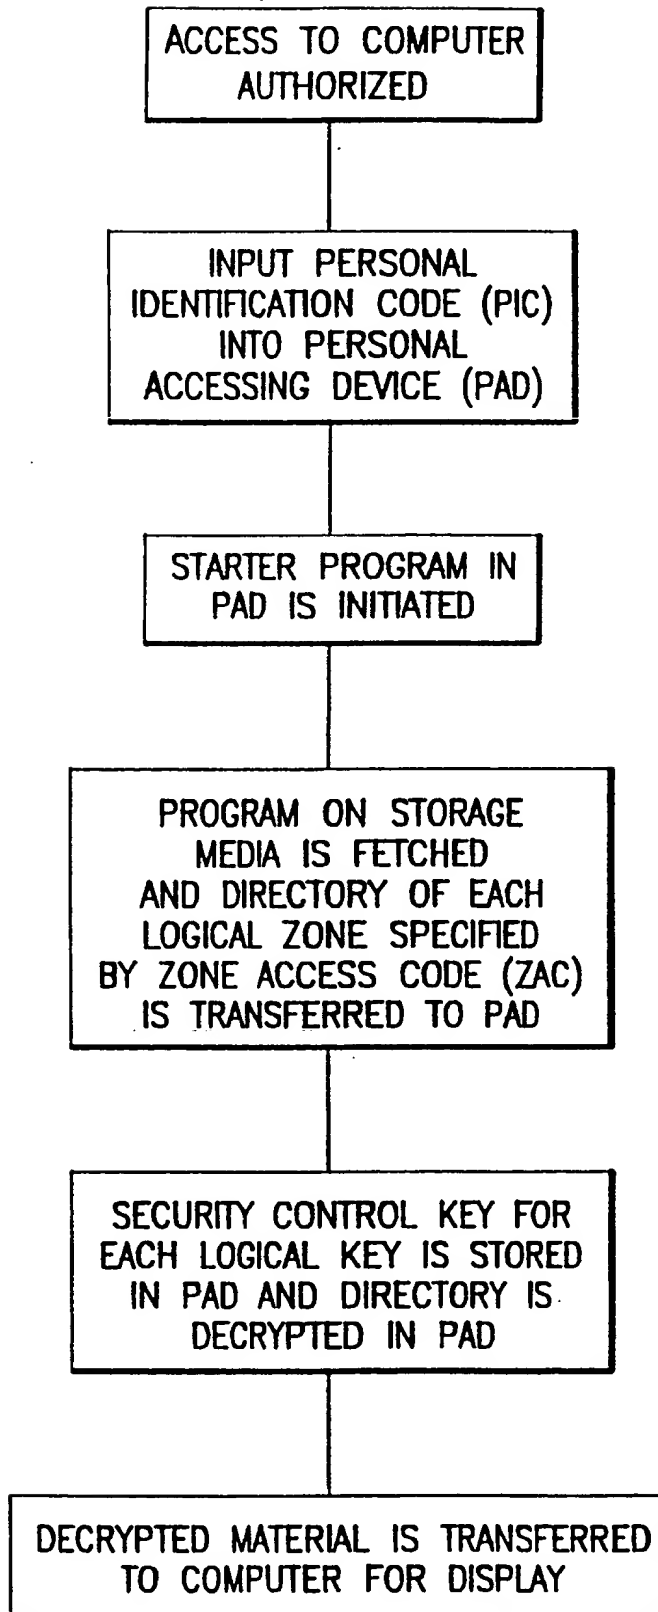 ACCESS TO COMPUTER
AUTHORIZED
INPUT PERSONAL
IDENTIFICATION CODE (PIC)
INTO PERSONAL
ACCESSING DEVICE (PAD)
STARTER PROGRAM IN
PAD IS INITIATED
PROGRAM ON STORAGE
MEDIA IS FETCHED
AND DIRECTORY OF EACH
LOGICAL ZONE SPECIFIED
BY ZONE ACCESS CODE (ZAC)
IS TRANSFERRED TO PAD
SECURITY CONTROL KEY FOR
EACH LOGICAL KEY IS STORED
IN PAD AND DIRECTORY IS
DECRYPTED IN PAD
DECRYPTED MATERIAL IS TRANSFERRED
TO COMPUTER FOR DISPLAY